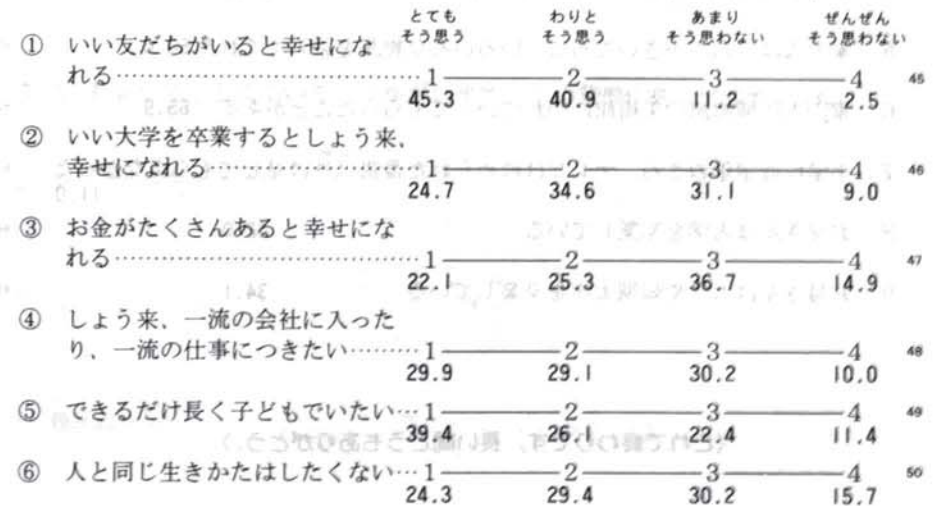 とても わりと あまり ぜんぜん
そう思う そう思う そう思わない そう思わない
① いい友だちがいると幸せにな
れる……………………………1―2―3―4 45
45.3 40.9 11.2 2.5
② いい大学を卒業するとしょう来、
幸せになれる…………………1―2―3―4 46
24.7 34.6 31.1 9.0
③ お金がたくさんあると幸せにな
れる……………………………1―2―3―4 47
22.1 25.3 36.7 14.9
④ しょう来、一流の会社に入った
り、一流の仕事につきたい………1―2―3―4 48
29.9 29.1 30.2 10.0
⑤ できるだけ長く子どもでいたい…1―2―3―4 49
39.4 26.1 22.4 11.4
⑥ 人と同じ生きかたはしたくない…1―2―3―4 50
24.3 29.4 30.2 15.7